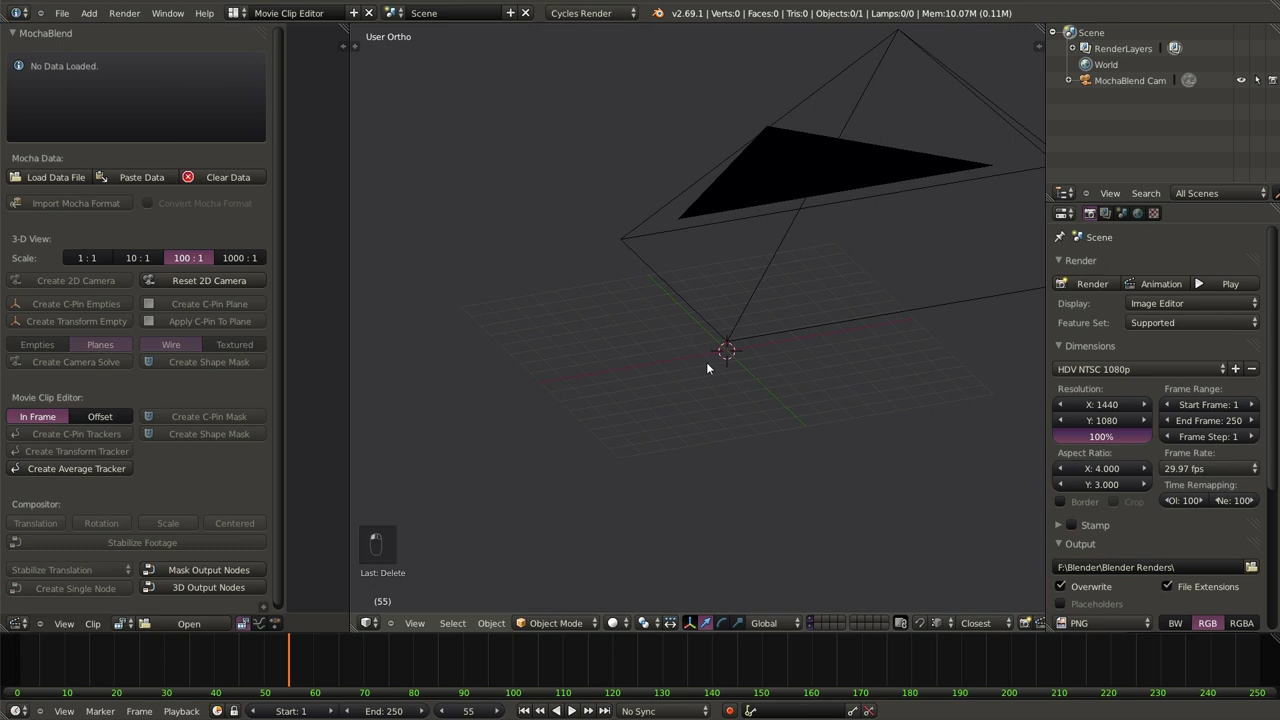 File Add Render Window Help Movie Clip Editor Scene Cycles Render v2.69.1 | Verts:0 | Faces:0 | Tris:0 | Objects:0/1 | Lamps:0/0 | Mem:10.07M (0.11M)
MochaBlend
No Data Loaded.
Mocha Data:
Load Data File Paste Data Clear Data
Import Mocha Format Convert Mocha Format
3-D View:
Scale: 1 : 1 10 : 1 100 : 1 1000 : 1
Create 2D Camera Reset 2D Camera
Create C-Pin Empties Create C-Pin Plane
Create Transform Empty Apply C-Pin To Plane
Empties Planes Wire Textured
Create Camera Solve Create Shape Mask
Movie Clip Editor:
In Frame Offset Create C-Pin Mask
Create C-Pin Trackers Create Shape Mask
Create Transform Tracker
Create Average Tracker
Compositor:
Translation Rotation Scale Centered
Stabilize Footage
Stabilize Translation Mask Output Nodes
Create Single Node 3D Output Nodes
View Clip Open
User Ortho
Last: Delete
(55)
View Select Object Object Mode Global Closest
Scene
RenderLayers
World
MochaBlend Cam
View Search All Scenes
Scene
Render
Render Animation Play
Display: Image Editor
Feature Set: Supported
Dimensions
HDV NTSC 1080p
Resolution: Frame Range:
X: 1440 Start Frame: 1
Y: 1080 End Frame: 250
100% Frame Step: 1
Aspect Ratio: Frame Rate:
X: 4.000 29.97 fps
Y: 3.000 Time Remapping:
Border Crop Ol: 100 Ne: 100
Stamp
Output
F:\Blender\Blender Renders\
Overwrite File Extensions
Placeholders
PNG BW RGB RGBA
0 10 20 30 40 50 60 70 80 90 100 110 120 130 140 150 160 170 180 190 200 210 220 230 240 250
View Marker Frame Playback Start: 1 End: 250 55 No Sync